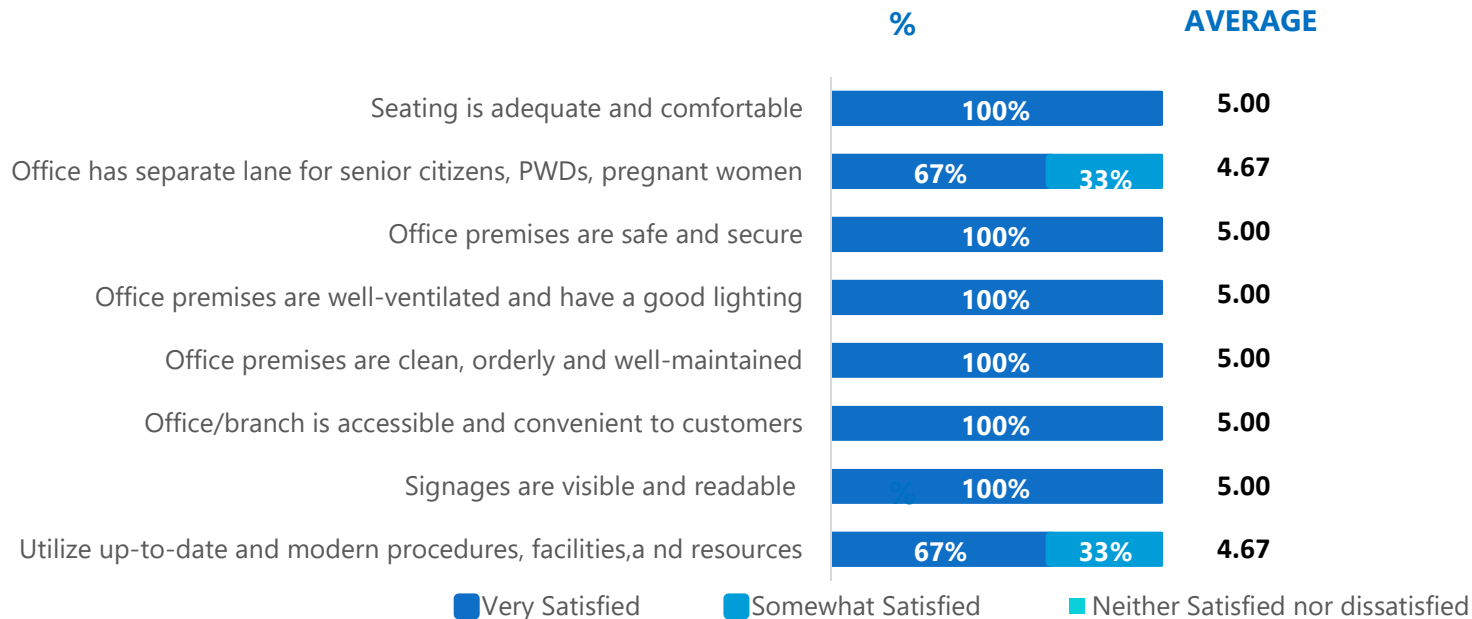 % AVERAGE
Seating is adequate and comfortable 100% 5.00
Office has separate lane for senior citizens, PWDs, pregnant women 67% 33% 4.67
Office premises are safe and secure 100% 5.00
Office premises are well-ventilated and have a good lighting 100% 5.00
Office premises are clean, orderly and well-maintained 100% 5.00
Office/branch is accessible and convenient to customers 100% 5.00
Signages are visible and readable % 100% 5.00
Utilize up-to-date and modern procedures, facilities,a nd resources 67% 33% 4.67
Very Satisfied Somewhat Satisfied Neither Satisfied nor dissatisfied